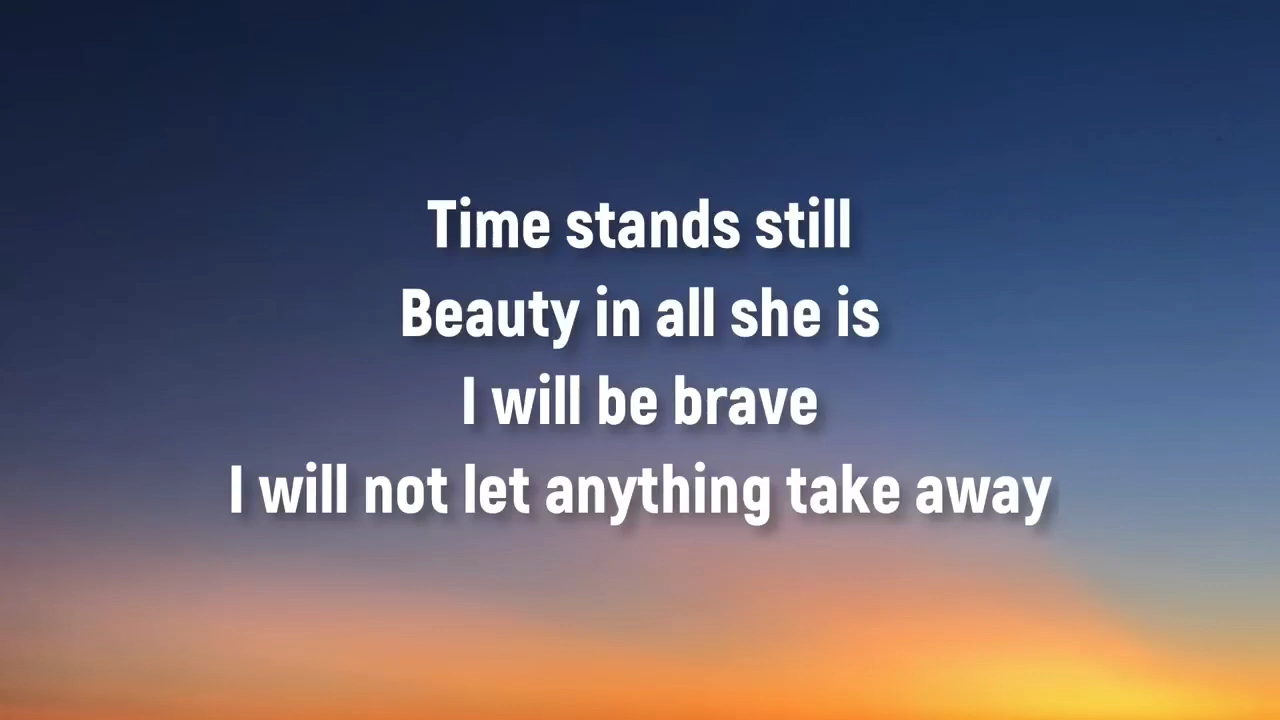 Time stands still
Beauty in all she is
I will be brave
I will not let anything take away